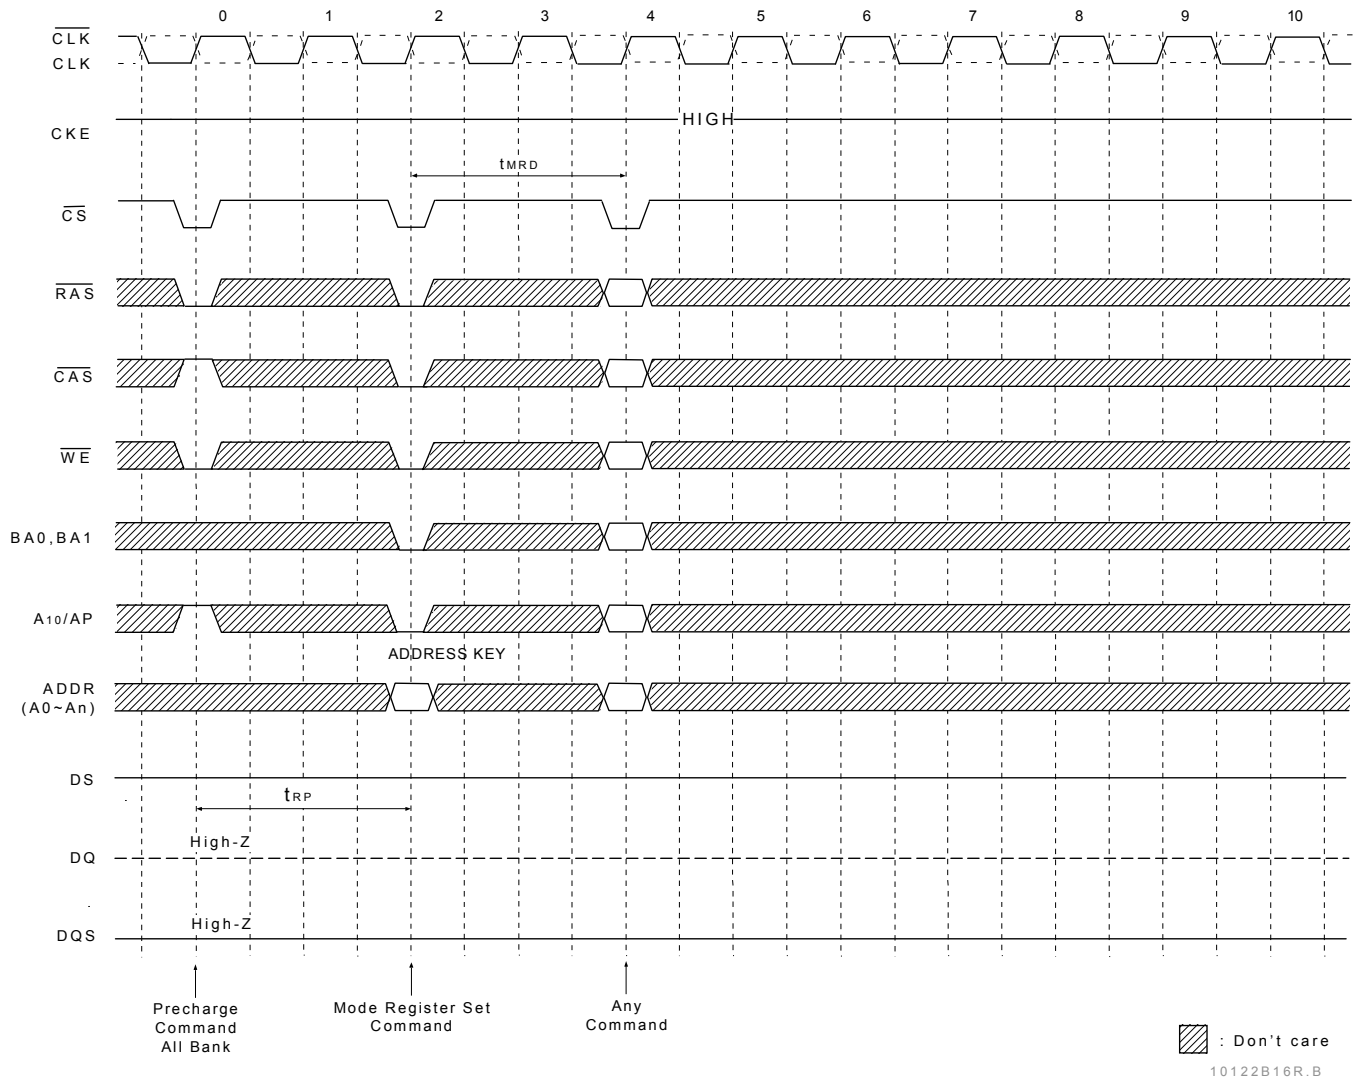 0 1 2 3 4 5 6 7 8 9 10
CLK
CLK
HIGH
CKE
tMRD
CS
RAS
CAS
WE
BA0,BA1
A10/AP
ADDRESS KEY
ADDR
(A0~An)
DS
tRP
High-Z
DQ
High-Z
DQS
Precharge
Command
All Bank
Mode Register Set
Command
Any
Command
: Don't care
10122B16R.B